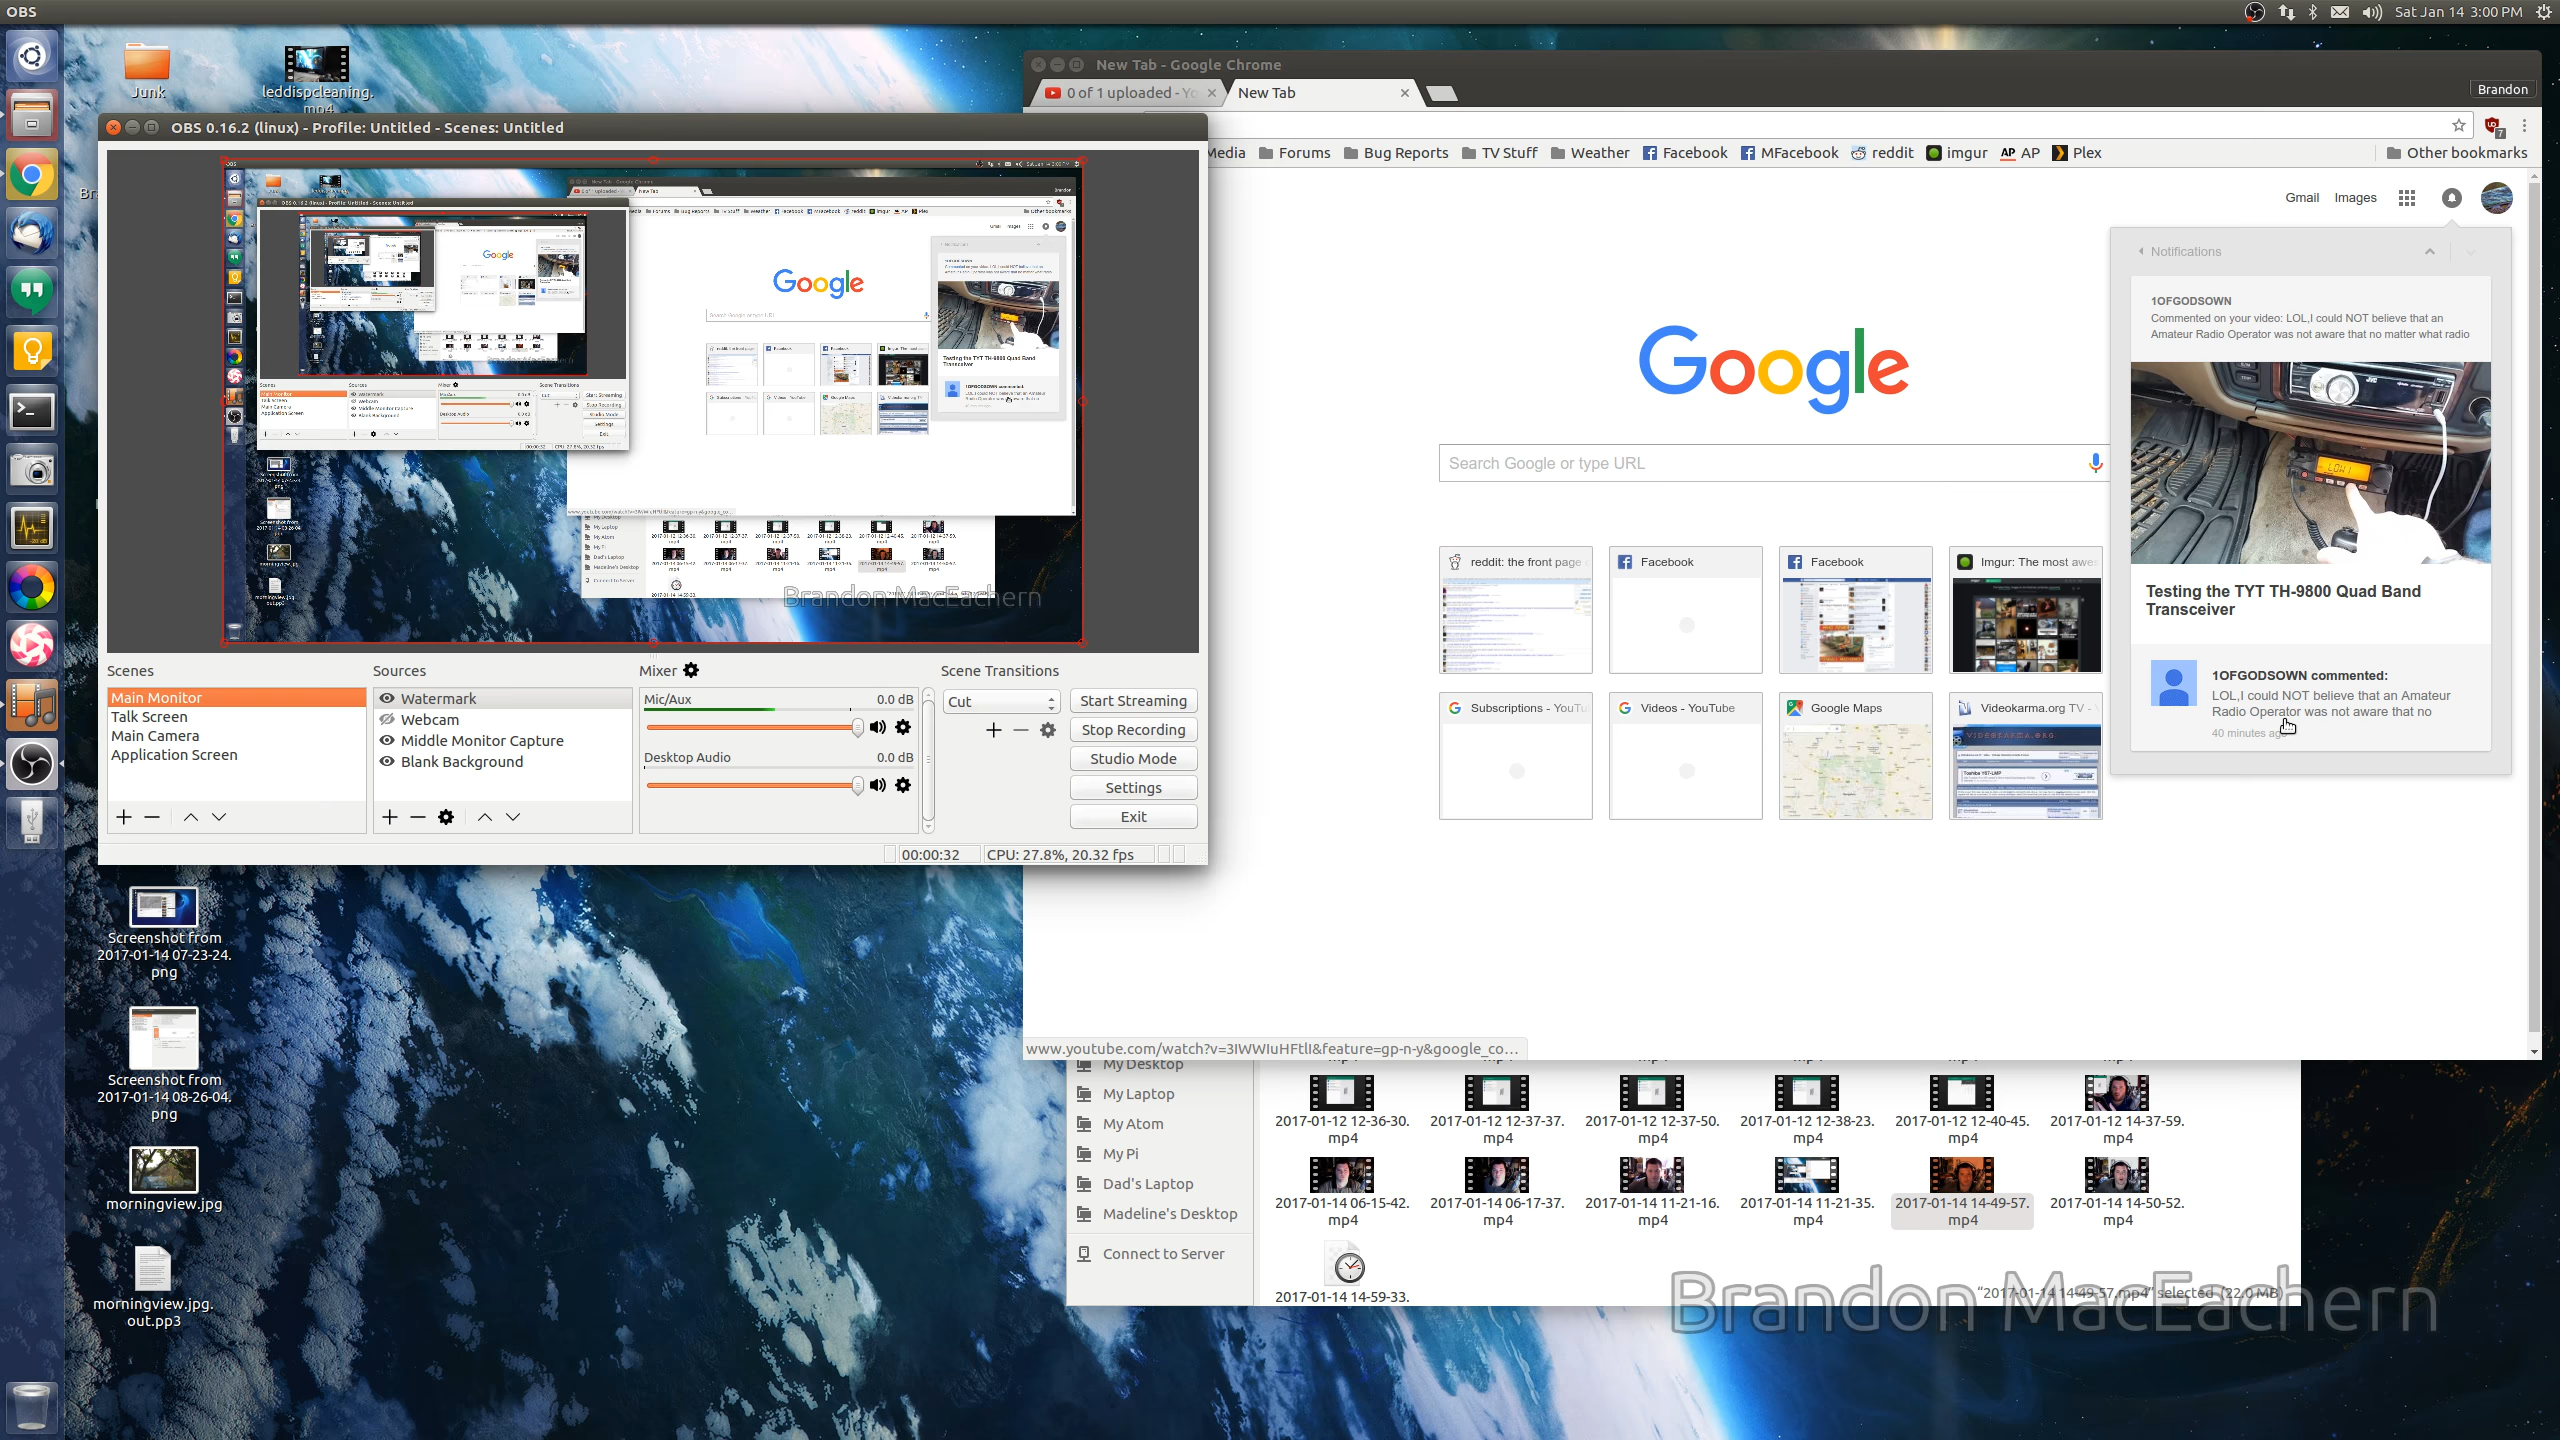 OBS
Sat Jan 14 3:00 PM
Junk
leddispcleaning.
mp4
New Tab - Google Chrome
0 of 1 uploaded - Yo
New Tab
Brandon
OBS 0.16.2 (linux) - Profile: Untitled - Scenes: Untitled
Media
Forums
Bug Reports
TV Stuff
Weather
Facebook
MFacebook
reddit
imgur
AP AP
Plex
Other bookmarks
Gmail
Images
Notifications
1OFGODSOWN
Commented on your video: LOL,I could NOT believe that an
Amateur Radio Operator was not aware that no matter what radio
Google
Search Google or type URL
JVC
LOW1
reddit: the front page
Facebook
Facebook
Imgur: The most awe
Testing the TYT TH-9800 Quad Band
Transceiver
1OFGODSOWN commented:
LOL,I could NOT believe that an Amateur
Radio Operator was not aware that no
40 minutes ago
Subscriptions - YouTu
Videos - YouTube
Google Maps
Videokarma.org TV -
Scenes
Main Monitor
Talk Screen
Main Camera
Application Screen
Sources
Watermark
Webcam
Middle Monitor Capture
Blank Background
Mixer
Mic/Aux
0.0 dB
Desktop Audio
0.0 dB
Scene Transitions
Cut
Start Streaming
Stop Recording
Studio Mode
Settings
Exit
00:00:32
CPU: 27.8%, 20.32 fps
Screenshot from
2017-01-14 07-23-24.
png
Screenshot from
2017-01-14 08-26-04.
png
morningview.jpg
morningview.jpg.
out.pp3
www.youtube.com/watch?v=3IWWIuHFtlI&feature=gp-n-y&google_co...
My Desktop
My Laptop
My Atom
My Pi
Dad's Laptop
Madeline's Desktop
Connect to Server
2017-01-12 12-36-30.
mp4
2017-01-12 12-37-37.
mp4
2017-01-12 12-37-50.
mp4
2017-01-12 12-38-23.
mp4
2017-01-12 12-40-45.
mp4
2017-01-12 14-37-59.
mp4
2017-01-14 06-15-42.
mp4
2017-01-14 06-17-37.
mp4
2017-01-14 11-21-16.
mp4
2017-01-14 11-21-35.
mp4
2017-01-14 14-49-57.
mp4
2017-01-14 14-50-52.
mp4
2017-01-14 14-59-33.
"2017-01-14 14-49-57.mp4" selected (22.0 MB)
Brandon MacEachern